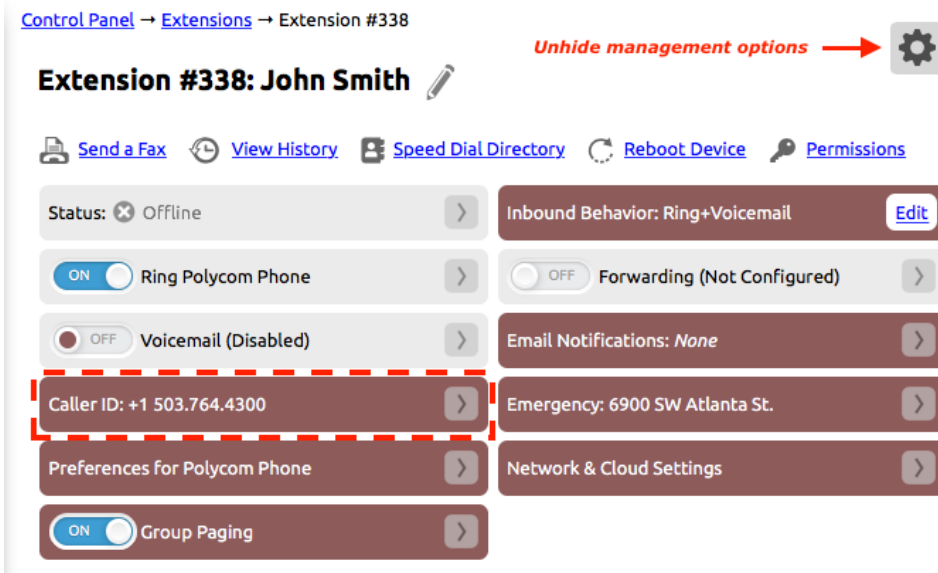 Control Panel → Extensions → Extension #338
Unhide management options
Extension #338: John Smith
Send a Fax View History Speed Dial Directory Reboot Device Permissions
Status: Offline
Inbound Behavior: Ring+Voicemail Edit
ON Ring Polycom Phone
OFF Forwarding (Not Configured)
OFF Voicemail (Disabled)
Email Notifications: None
Caller ID: +1 503.764.4300
Emergency: 6900 SW Atlanta St.
Preferences for Polycom Phone
Network & Cloud Settings
ON Group Paging